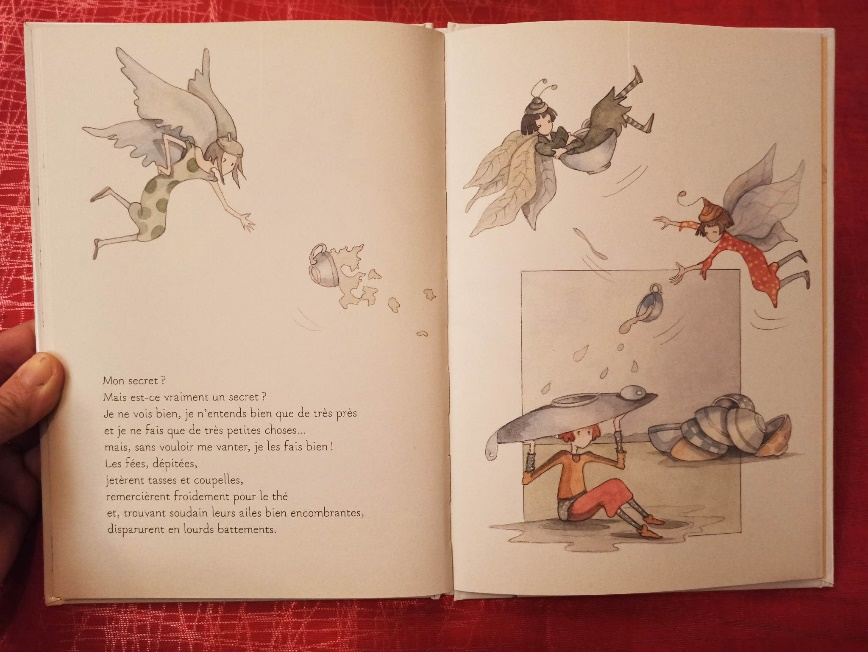 Mon secret ?
Mais est-ce vraiment un secret ?
Je ne vois bien, je n'entends bien que de très près
et je ne fais que de très petites choses...
mais, sans vouloir me vanter, je les fais bien !
Les fées, dépitées,
jetèrent tasses et coupelles,
remercièrent froidement pour le thé
et, trouvant soudain leurs ailes bien encombrantes,
disparurent en lourds battements.